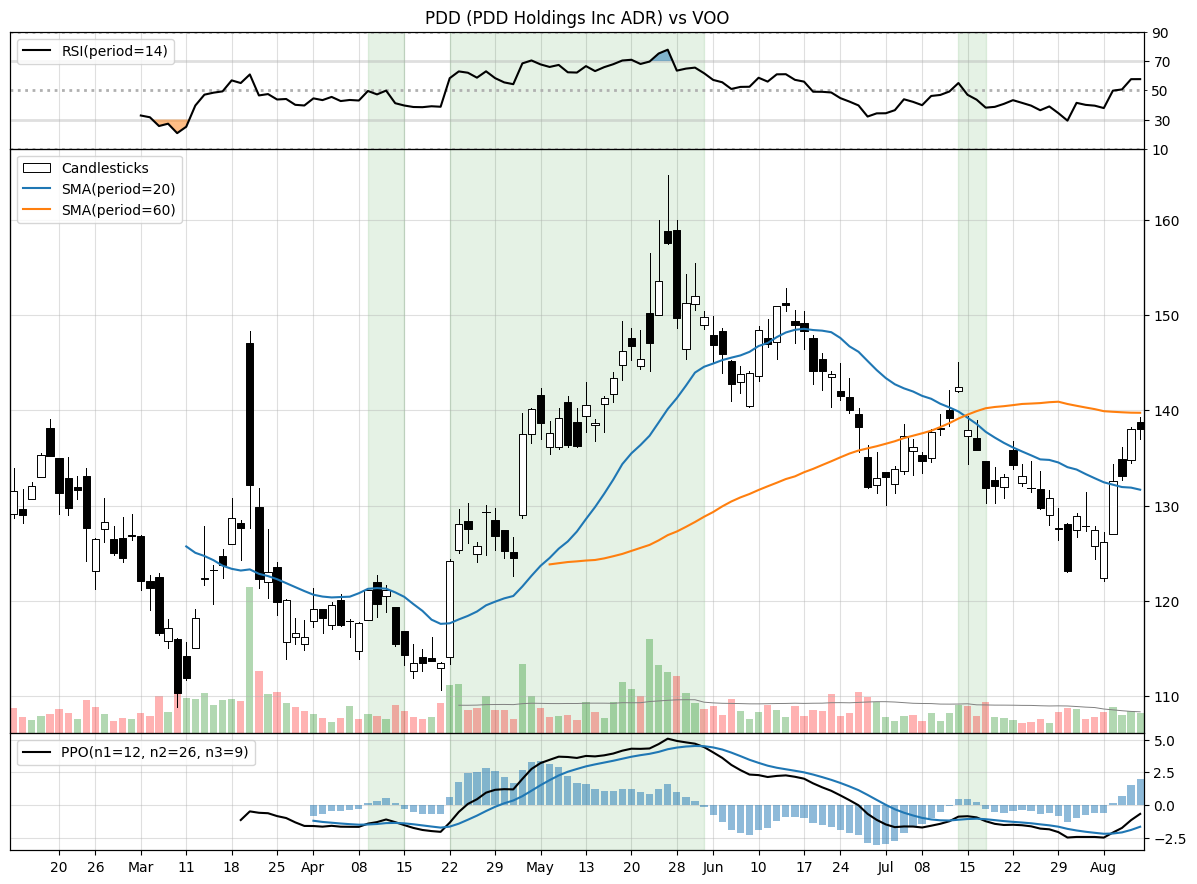 PDD (PDD Holdings Inc ADR) vs VOO
RSI(period=14)
90
70
50
30
10
Candlesticks
SMA(period=20)
SMA(period=60)
160
150
140
130
120
110
PPO(n1=12, n2=26, n3=9)
5.0
2.5
0.0
−2.5
20 26 Mar 11 18 25 Apr 08 15 22 29 May 13 20 28 Jun 10 17 24 Jul 08 15 22 29 Aug